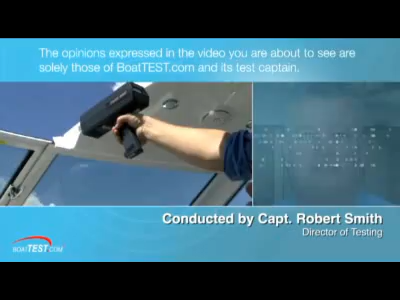 The opinions expressed in the video you are about to see are
solely those of BoatTEST.com and its test captain.
Conducted by Capt. Robert Smith
Director of Testing
BOATTEST.COM